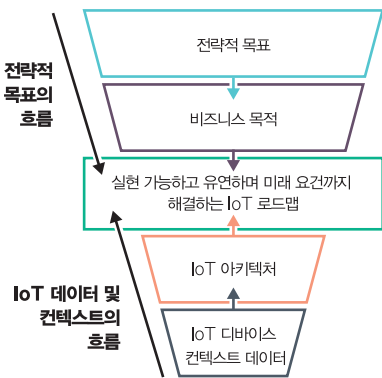 전략적 목표
전략적
목표의
흐름
비즈니스 목적
실현 가능하고 유연하며 미래 요건까지
해결하는 IoT 로드맵
IoT 아키텍처
IoT 데이터 및
컨텍스트의
흐름
IoT 디바이스
컨텍스트 데이터